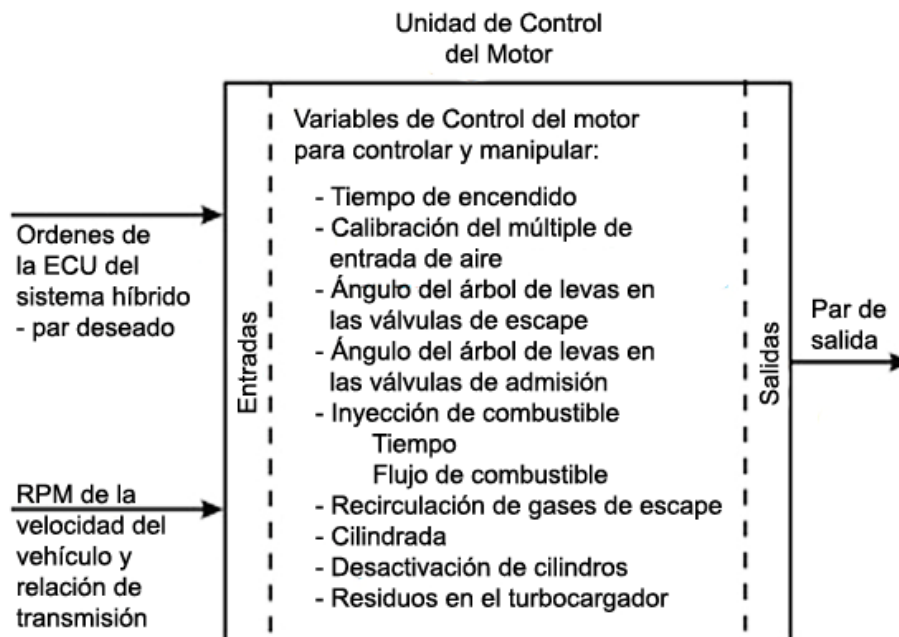 Unidad de Control
del Motor
Variables de Control del motor
para controlar y manipular:
- Tiempo de encendido
- Calibración del múltiple de
entrada de aire
- Ángulo del árbol de levas en
las válvulas de escape
- Ángulo del árbol de levas en
las válvulas de admisión
- Inyección de combustible
Tiempo
Flujo de combustible
- Recirculación de gases de escape
- Cilindrada
- Desactivación de cilindros
- Residuos en el turbocargador
Ordenes de
la ECU del
sistema híbrido
- par deseado
RPM de la
velocidad del
vehículo y
relación de
transmisión
Entradas
Salidas
Par de
salida